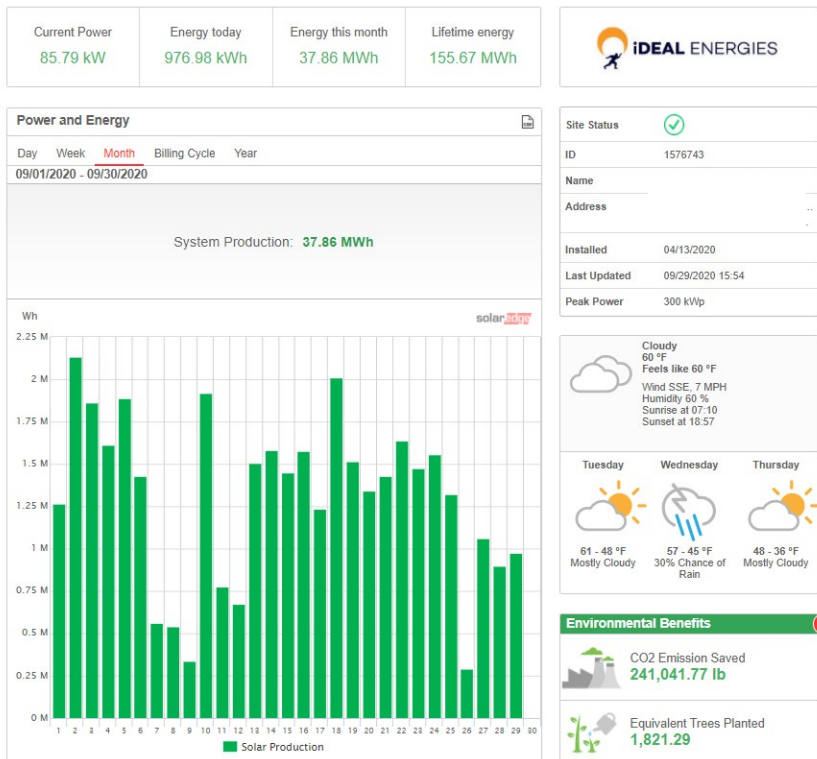 Current Power
85.79 kW
Energy today
976.98 kWh
Energy this month
37.86 MWh
Lifetime energy
155.67 MWh
iDEAL ENERGIES
Power and Energy
Day Week Month Billing Cycle Year
09/01/2020 - 09/30/2020
System Production: 37.86 MWh
Wh
solaredge
2.25 M
2 M
1.75 M
1.5 M
1.25 M
1 M
0.75 M
0.5 M
0.25 M
0 M
1 2 3 4 5 6 7 8 9 10 11 12 13 14 15 16 17 18 19 20 21 22 23 24 25 26 27 28 29 30
Solar Production
Site Status
ID 1576743
Name
Address
Installed 04/13/2020
Last Updated 09/29/2020 15:54
Peak Power 300 kWp
Cloudy
60 °F
Feels like 60 °F
Wind SSE, 7 MPH
Humidity 60 %
Sunrise at 07:10
Sunset at 18:57
Tuesday
61 - 48 °F
Mostly Cloudy
Wednesday
57 - 45 °F
30% Chance of
Rain
Thursday
48 - 36 °F
Mostly Cloudy
Environmental Benefits
CO2 Emission Saved
241,041.77 lb
Equivalent Trees Planted
1,821.29